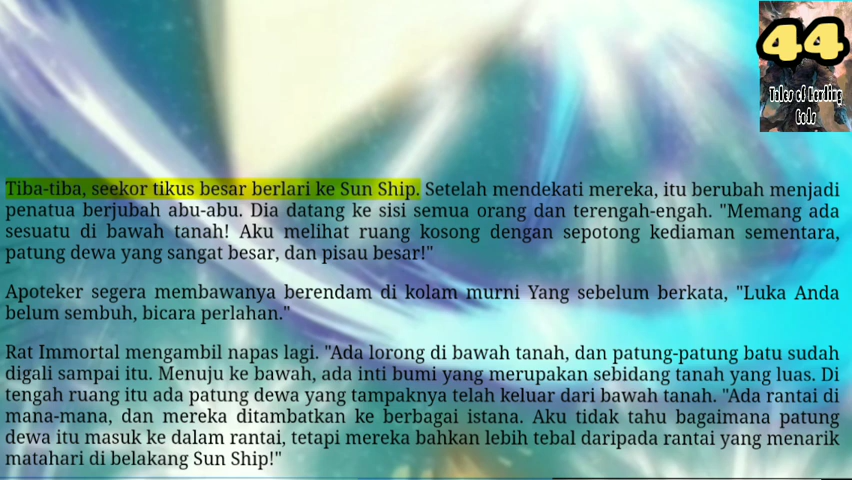 44
Tales of Herding
Gods
Tiba-tiba, seekor tikus besar berlari ke Sun Ship. Setelah mendekati mereka, itu berubah menjadi
penatua berjubah abu-abu. Dia datang ke sisi semua orang dan terengah-engah. "Memang ada
sesuatu di bawah tanah! Aku melihat ruang kosong dengan sepotong kediaman sementara,
patung dewa yang sangat besar, dan pisau besar!"
Apoteker segera membawanya berendam di kolam murni Yang sebelum berkata, "Luka Anda
belum sembuh, bicara perlahan."
Rat Immortal mengambil napas lagi. "Ada lorong di bawah tanah, dan patung-patung batu sudah
digali sampai itu. Menuju ke bawah, ada inti bumi yang merupakan sebidang tanah yang luas. Di
tengah ruang itu ada patung dewa yang tampaknya telah keluar dari bawah tanah. "Ada rantai di
mana-mana, dan mereka ditambatkan ke berbagai istana. Aku tidak tahu bagaimana patung
dewa itu masuk ke dalam rantai, tetapi mereka bahkan lebih tebal daripada rantai yang menarik
matahari di belakang Sun Ship!"